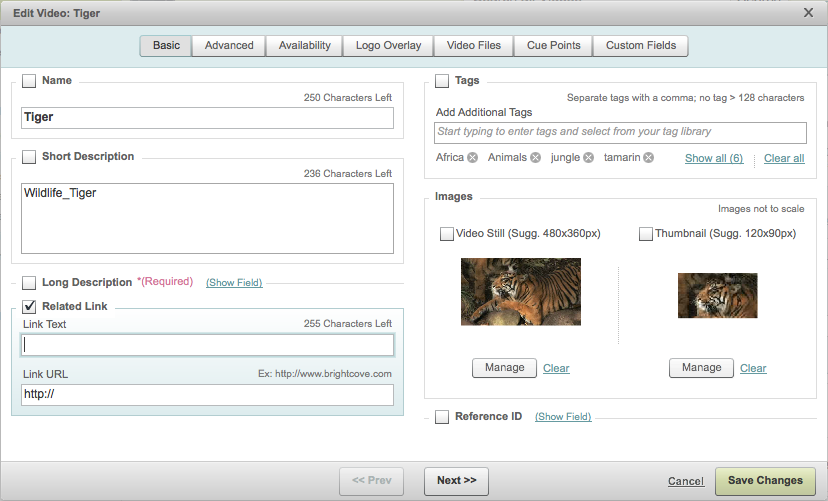 Edit Video: Tiger
Basic
Advanced
Availability
Logo Overlay
Video Files
Cue Points
Custom Fields
Name
250 Characters Left
Tiger
Short Description
236 Characters Left
Wildlife_Tiger
Long Description *(Required) (Show Field)
Related Link
Link Text 255 Characters Left
Link URL Ex: http://www.brightcove.com
http://
Tags
Separate tags with a comma; no tag > 128 characters
Add Additional Tags
Start typing to enter tags and select from your tag library
Africa Animals jungle tamarin Show all (6) Clear all
Images
Images not to scale
Video Still (Sugg. 480x360px)
Thumbnail (Sugg. 120x90px)
Manage Clear
Manage Clear
Reference ID (Show Field)
<< Prev
Next >>
Cancel
Save Changes